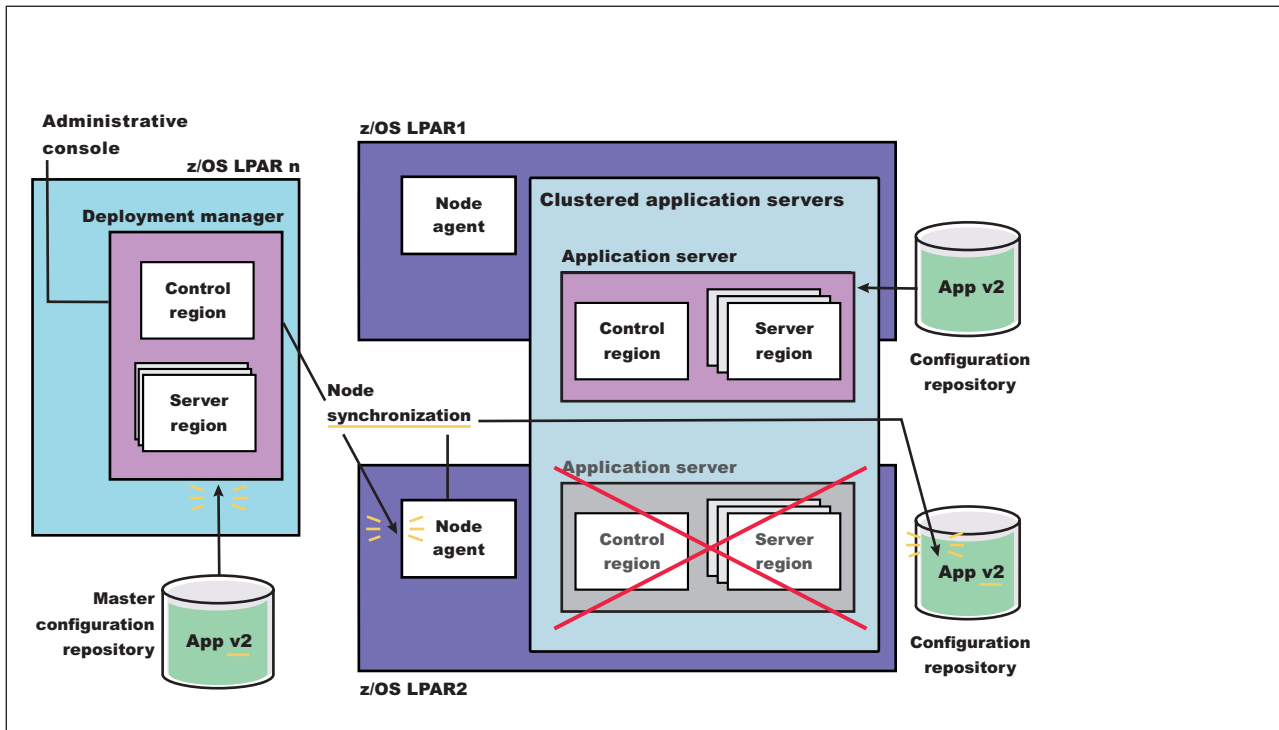 Administrative
console
z/OS LPAR n
Deployment manager
Control
region
Server
region
Master
configuration
repository
App v2
Node
synchronization
z/OS LPAR1
Node
agent
Clustered application servers
Application server
Control
region
Server
region
App v2
Configuration
repository
Application server
Node
agent
Control
region
Server
region
App v2
Configuration
repository
z/OS LPAR2